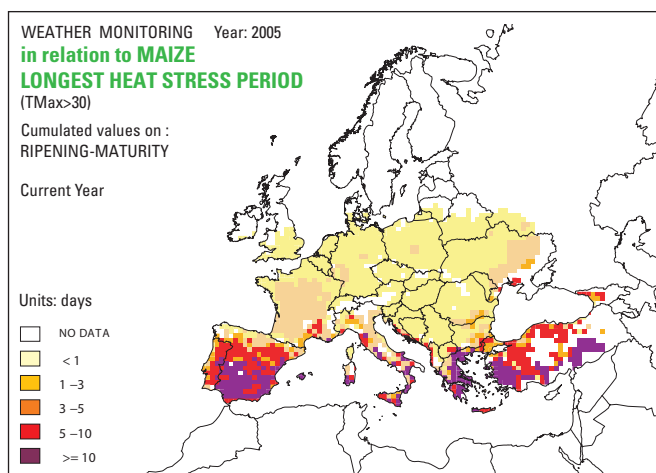 WEATHER MONITORING Year: 2005
in relation to MAIZE
LONGEST HEAT STRESS PERIOD
(TMax>30)
Cumulated values on :
RIPENING-MATURITY
Current Year
Units: days
NO DATA
< 1
1 –3
3 –5
5 –10
>= 10